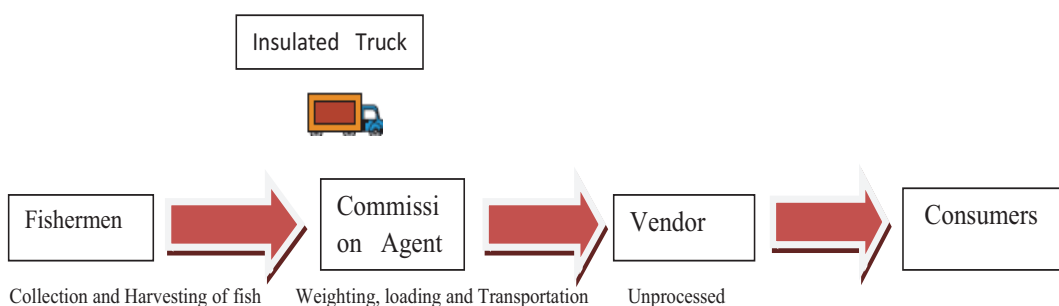 Insulated Truck
Fishermen
Commissi
on Agent
Vendor
Consumers
Collection and Harvesting of fish
Weighting, loading and Transportation
Unprocessed